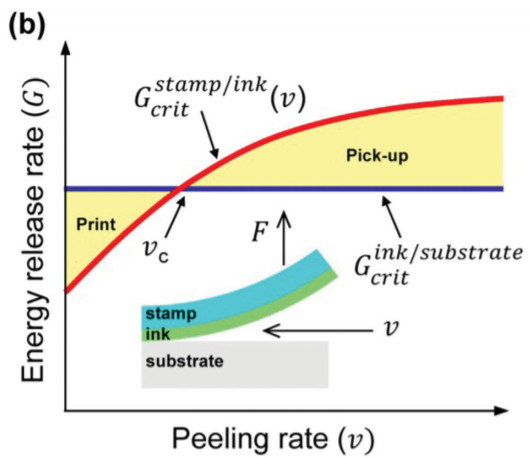 (b)
Energy release rate (G)
G_crit^stamp/ink(v)
Pick-up
Print
v_c
F
G_crit^ink/substrate
stamp
ink
v
substrate
Peeling rate (v)